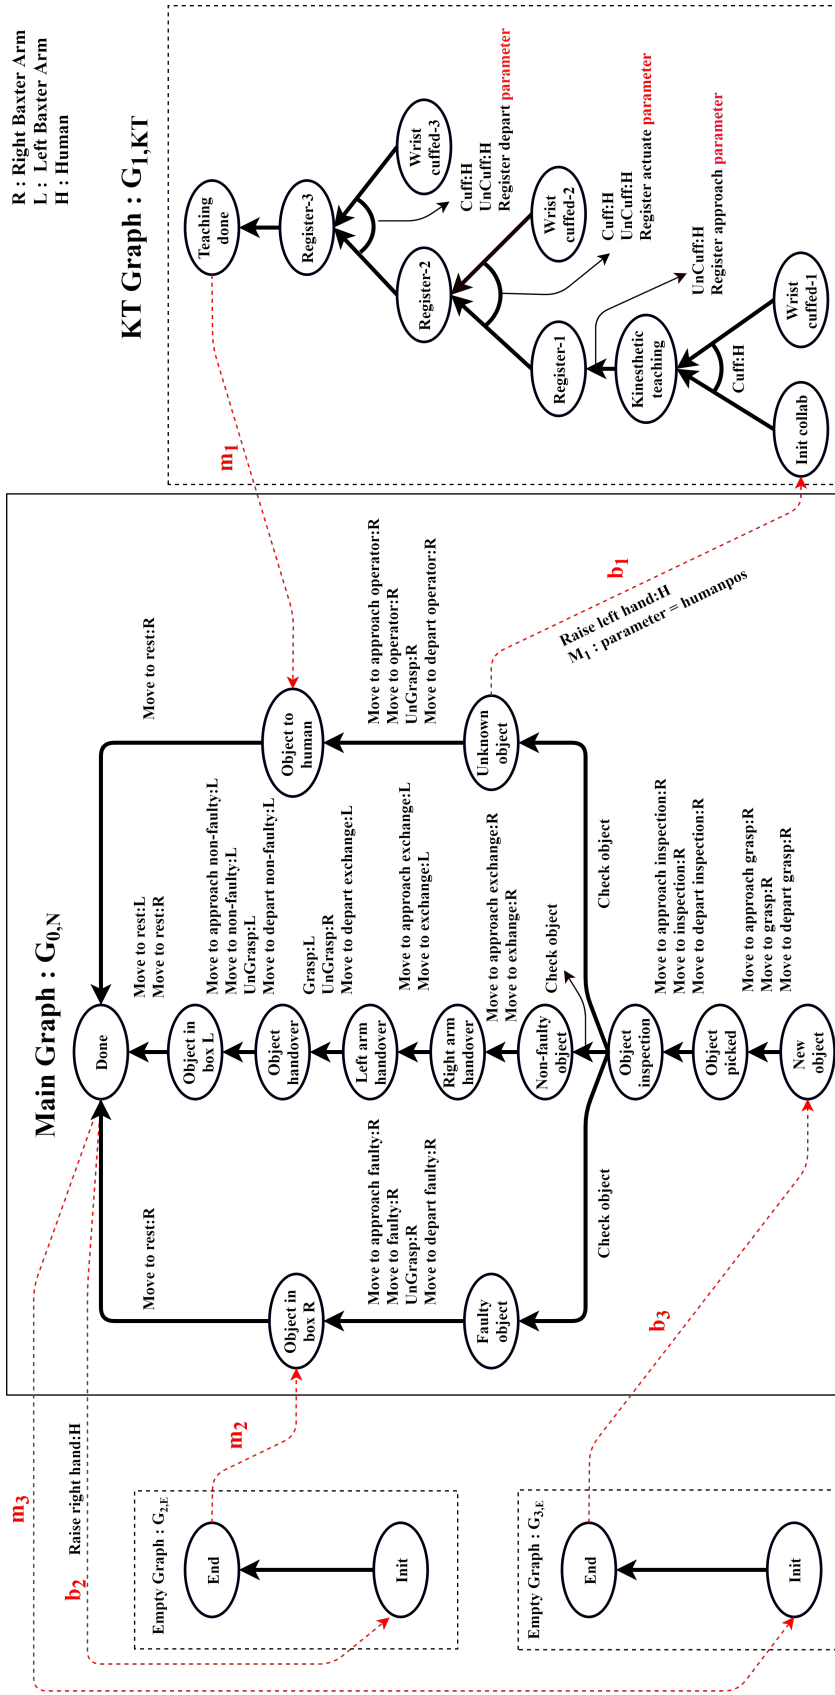 R : Right Baxter Arm
L : Left Baxter Arm
H : Human
m3
b2
Raise right hand:H
Empty Graph : G2,E
End
Init
m2
Empty Graph : G3,E
End
Init
b3
Main Graph : G0,N
Done
Move to rest:R
Object in
box R
Move to approach faulty:R
Move to faulty:R
UnGrasp:R
Move to depart faulty:R
Faulty
object
Check object
Move to rest:L
Move to rest:R
Object in
box L
Move to approach non-faulty:L
Move to non-faulty:L
UnGrasp:L
Move to depart non-faulty:L
Object
handover
Grasp:L
UnGrasp:R
Move to depart exchange:L
Left arm
handover
Move to approach exchange:L
Move to exchange:L
Right arm
handover
Move to approach exchange:R
Move to exhange:R
Non-faulty
object
Check object
Object
inspection
Move to approach inspection:R
Move to inspection:R
Move to depart inspection:R
Object
picked
Move to approach grasp:R
Move to grasp:R
Move to depart grasp:R
New
object
Move to rest:R
Object to
human
Move to approach operator:R
Move to operator:R
UnGrasp:R
Move to depart operator:R
Unknown
object
Check object
m1
b1
Raise left hand:H
M1 : parameter = humanpos
KT Graph : G1,KT
Teaching
done
Register-3
Wrist
cuffed-3
Cuff:H
UnCuff:H
Register depart parameter
Register-2
Wrist
cuffed-2
Cuff:H
UnCuff:H
Register actuate parameter
Register-1
UnCuff:H
Register approach parameter
Kinesthetic
teaching
Cuff:H
Init collab
Wrist
cuffed-1